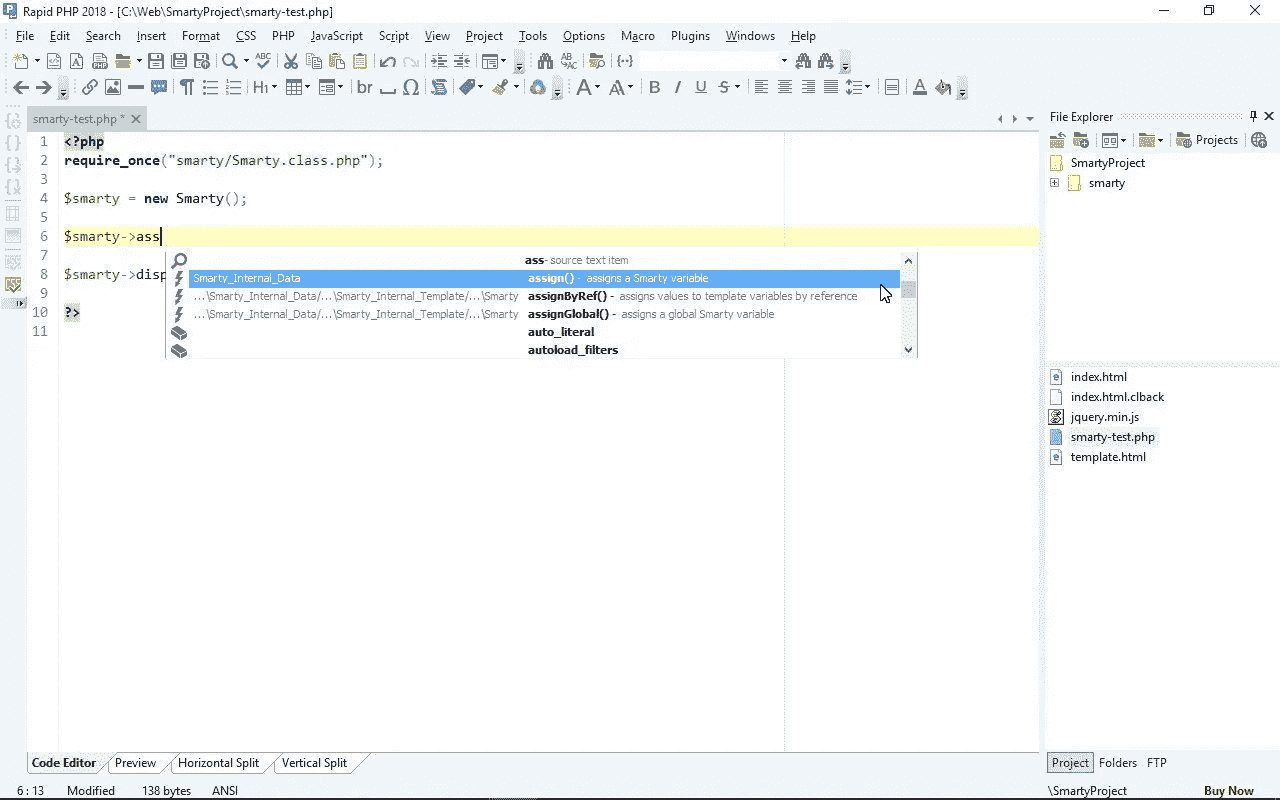 Rapid PHP 2018 - [C:\Web\SmartyProject\smarty-test.php]
File Edit Search Insert Format CSS PHP JavaScript Script View Project Tools Options Macro Plugins Windows Help
smarty-test.php *
File Explorer
Projects
1 <?php
2 require_once("smarty/Smarty.class.php");
3
4 $smarty = new Smarty();
5
6 $smarty->ass
7
8 $smarty->disp
9
10 ?>
11
ass - source text item
Smarty_Internal_Data assign() - assigns a Smarty variable
...\Smarty_Internal_Data/...\Smarty_Internal_Template/...\Smarty assignByRef() - assigns values to template variables by reference
...\Smarty_Internal_Data/...\Smarty_Internal_Template/...\Smarty assignGlobal() - assigns a global Smarty variable
auto_literal
autoload_filters
SmartyProject
smarty
index.html
index.html.clback
jquery.min.js
smarty-test.php
template.html
Code Editor Preview Horizontal Split Vertical Split
Project Folders FTP
6 : 13 Modified 138 bytes ANSI
\SmartyProject Buy Now